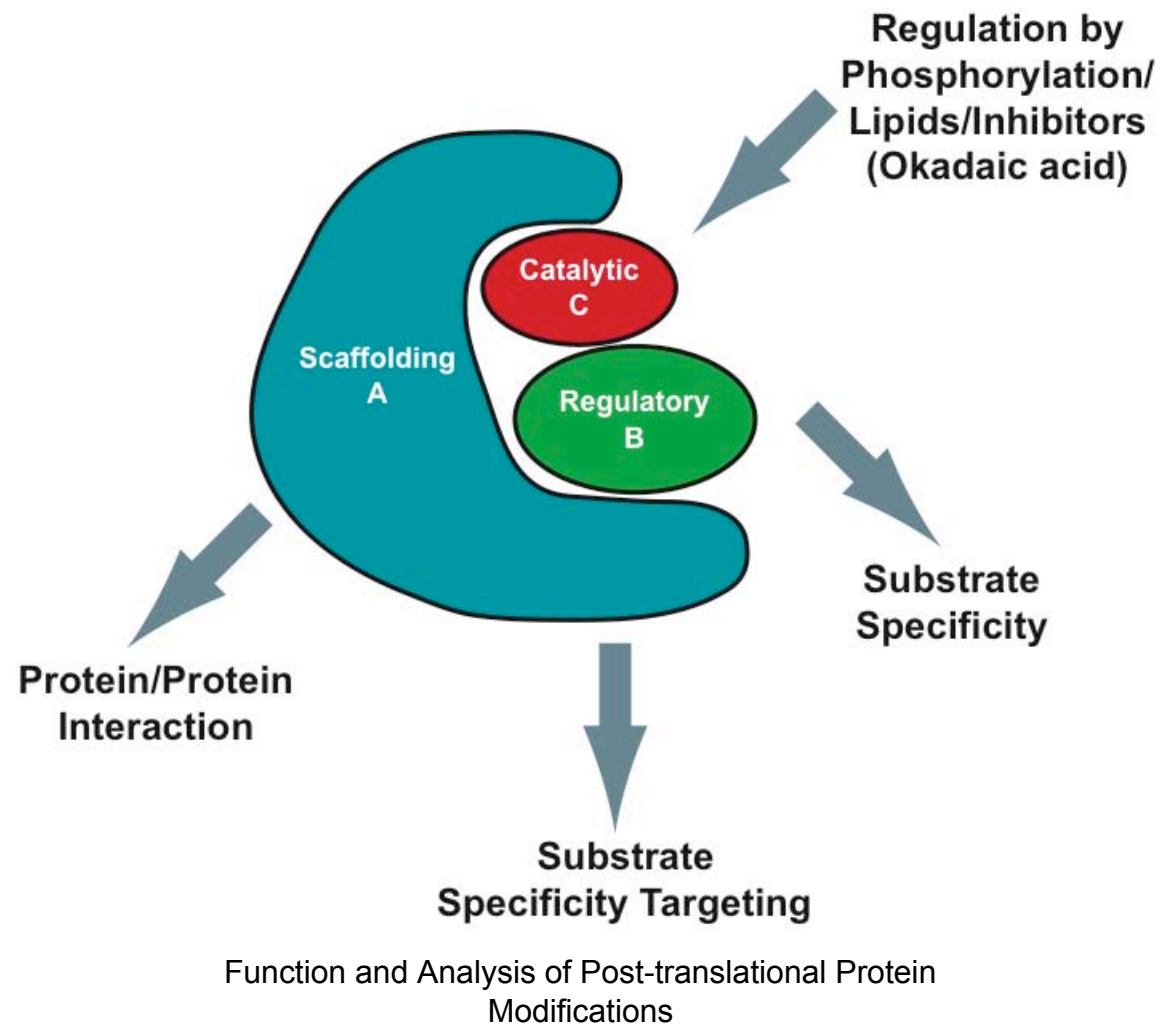 Regulation by
Phosphorylation/
Lipids/Inhibitors
(Okadaic acid)
Catalytic
C
Scaffolding
A
Regulatory
B
Substrate
Specificity
Protein/Protein
Interaction
Substrate
Specificity Targeting
Function and Analysis of Post-translational Protein
Modifications